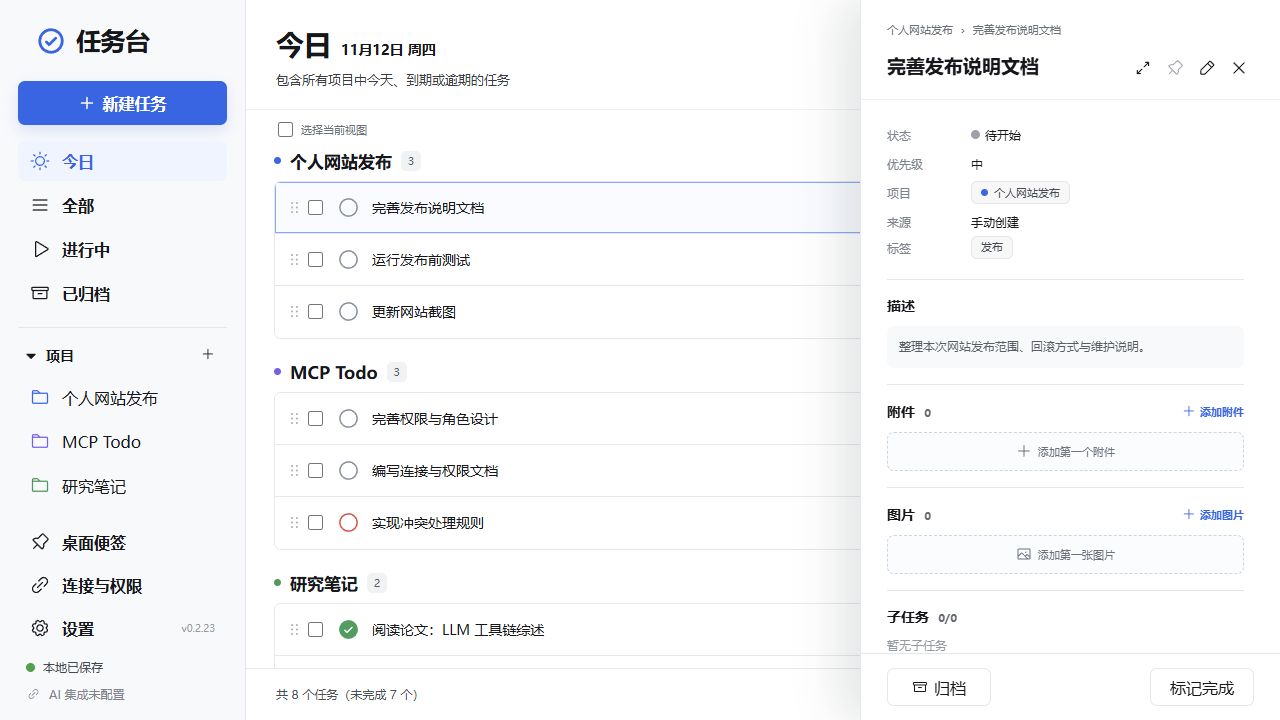 任务台
新建任务
今日
全部
进行中
已归档
项目
个人网站发布
MCP Todo
研究笔记
桌面便签
连接与权限
设置 v0.2.23
本地已保存
AI 集成未配置
今日 11月12日 周四
包含所有项目中今天、到期或逾期的任务
选择当前视图
个人网站发布 3
完善发布说明文档
运行发布前测试
更新网站截图
MCP Todo 3
完善权限与角色设计
编写连接与权限文档
实现冲突处理规则
研究笔记 2
阅读论文：LLM 工具链综述
共 8 个任务（未完成 7 个）
个人网站发布 › 完善发布说明文档
完善发布说明文档
状态 待开始
优先级 中
项目 个人网站发布
来源 手动创建
标签 发布
描述
整理本次网站发布范围、回滚方式与维护说明。
附件 0 添加附件
添加第一个附件
图片 0 添加图片
添加第一张图片
子任务 0/0
暂无子任务
归档 标记完成